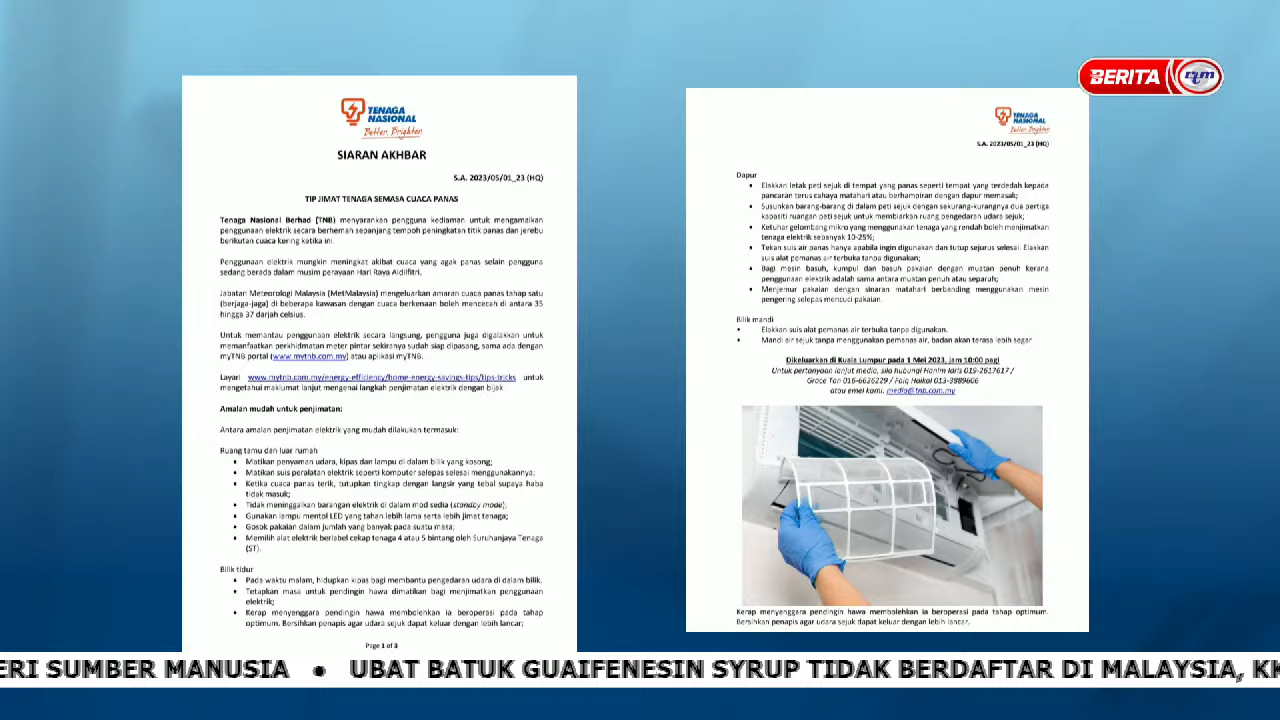 TENAGA
NASIONAL
Better. Brighter.
SIARAN AKHBAR
S.A. 2023/05/01_23 (HQ)
TIP JIMAT TENAGA SEMASA CUACA PANAS
Tenaga Nasional Berhad (TNB) menyarankan pengguna kediaman untuk mengamalkan
penggunaan elektrik secara berhemah sepanjang tempoh peningkatan titik panas dan jerebu
berikutan cuaca kering ketika ini.
Penggunaan elektrik mungkin meningkat akibat cuaca yang agak panas selain pengguna
sedang berada dalam musim perayaan Hari Raya Aidilfitri.
Jabatan Meteorologi Malaysia (MetMalaysia) mengeluarkan amaran cuaca panas tahap satu
(berjaga-jaga) di beberapa kawasan dengan cuaca berkenaan boleh mencecah di antara 35
hingga 37 darjah celsius.
Untuk memantau penggunaan elektrik secara langsung, pengguna juga digalakkan untuk
memanfaatkan perkhidmatan meter pintar sekiranya sudah siap dipasang, sama ada dengan
myTNB portal (www.mytnb.com.my) atau aplikasi myTNB.
Layari www.mytnb.com.my/energy-efficiency/home-energy-savings-tips/tips-tricks untuk
mengetahui maklumat lanjut mengenai langkah penjimatan elektrik dengan bijak
Amalan mudah untuk penjimatan:
Antara amalan penjimatan elektrik yang mudah dilakukan termasuk:
Ruang tamu dan luar rumah
• Matikan penyaman udara, kipas dan lampu di dalam bilik yang kosong;
• Matikan suis peralatan elektrik seperti komputer selepas selesai menggunakannya;
• Ketika cuaca panas terik, tutupkan tingkap dengan langsir yang tebal supaya haba
tidak masuk;
• Tidak meninggalkan barangan elektrik di dalam mod sedia (standby mode);
• Gunakan lampu mentol LED yang tahan lebih lama serta lebih jimat tenaga;
• Gosok pakaian dalam jumlah yang banyak pada suatu masa;
• Memilih alat elektrik berlabel cekap tenaga 4 atau 5 bintang oleh Suruhanjaya Tenaga
(ST).
Bilik tidur
• Pada waktu malam, hidupkan kipas bagi membantu pengedaran udara di dalam bilik.
• Tetapkan masa untuk pendingin hawa dimatikan bagi menjimatkan penggunaan
elektrik;
• Kerap menyenggara pendingin hawa membolehkan ia beroperasi pada tahap
optimum. Bersihkan penapis agar udara sejuk dapat keluar dengan lebih lancar;
Page 1 of 3
TENAGA
NASIONAL
Better. Brighter.
S.A. 2023/05/01_23 (HQ)
Dapur
• Elakkan letak peti sejuk di tempat yang panas seperti tempat yang terdedah kepada
pancaran terus cahaya matahari atau berhampiran dengan dapur memasak;
• Susunkan barang-barang di dalam peti sejuk dengan sekurang-kurangnya dua pertiga
kapasiti ruangan peti sejuk untuk membiarkan ruang pengedaran udara sejuk;
• Ketuhar gelombang mikro yang menggunakan tenaga yang rendah boleh menjimatkan
tenaga elektrik sebanyak 10-25%;
• Tekan suis air panas hanya apabila ingin digunakan dan tutup sejurus selesai. Elakkan
suis alat pemanas air terbuka tanpa digunakan;
• Bagi mesin basuh, kumpul dan basuh pakaian dengan muatan penuh kerana
penggunaan elektrik adalah sama antara muatan penuh atau separuh;
• Menjemur pakaian dengan sinaran matahari berbanding menggunakan mesin
pengering selepas mencuci pakaian.
Bilik mandi
• Elakkan suis alat pemanas air terbuka tanpa digunakan.
• Mandi air sejuk tanpa menggunakan pemanas air, badan akan terasa lebih segar
Dikeluarkan di Kuala Lumpur pada 1 Mei 2023, jam 10:00 pagi
Untuk pertanyaan lanjut media, sila hubungi Hanim Idris 019-2617617 /
Grace Tan 016-6626229 / Faiq Haikal 013-3889606
atau emel kami, media@tnb.com.my
Kerap menyenggara pendingin hawa membolehkan ia beroperasi pada tahap optimum.
Bersihkan penapis agar udara sejuk dapat keluar dengan lebih lancar.
BERITA rtm
ERI SUMBER MANUSIA • UBAT BATUK GUAIFENESIN SYRUP TIDAK BERDAFTAR DI MALAYSIA, KK